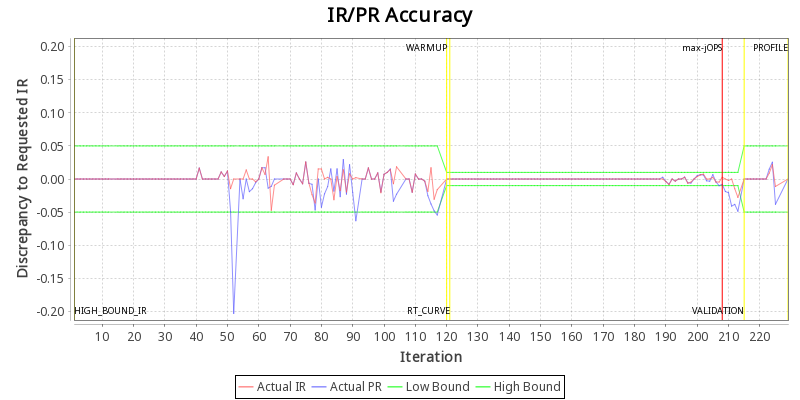 IR/PR Accuracy
Discrepancy to Requested IR
0.20
0.15
0.10
0.05
0.00
-0.05
-0.10
-0.15
-0.20
WARMUP
max-jOPS
PROFILE
HIGH_BOUND_IR
RT_CURVE
VALIDATION
10 20 30 40 50 60 70 80 90 100 110 120 130 140 150 160 170 180 190 200 210 220
Iteration
Actual IR Actual PR Low Bound High Bound